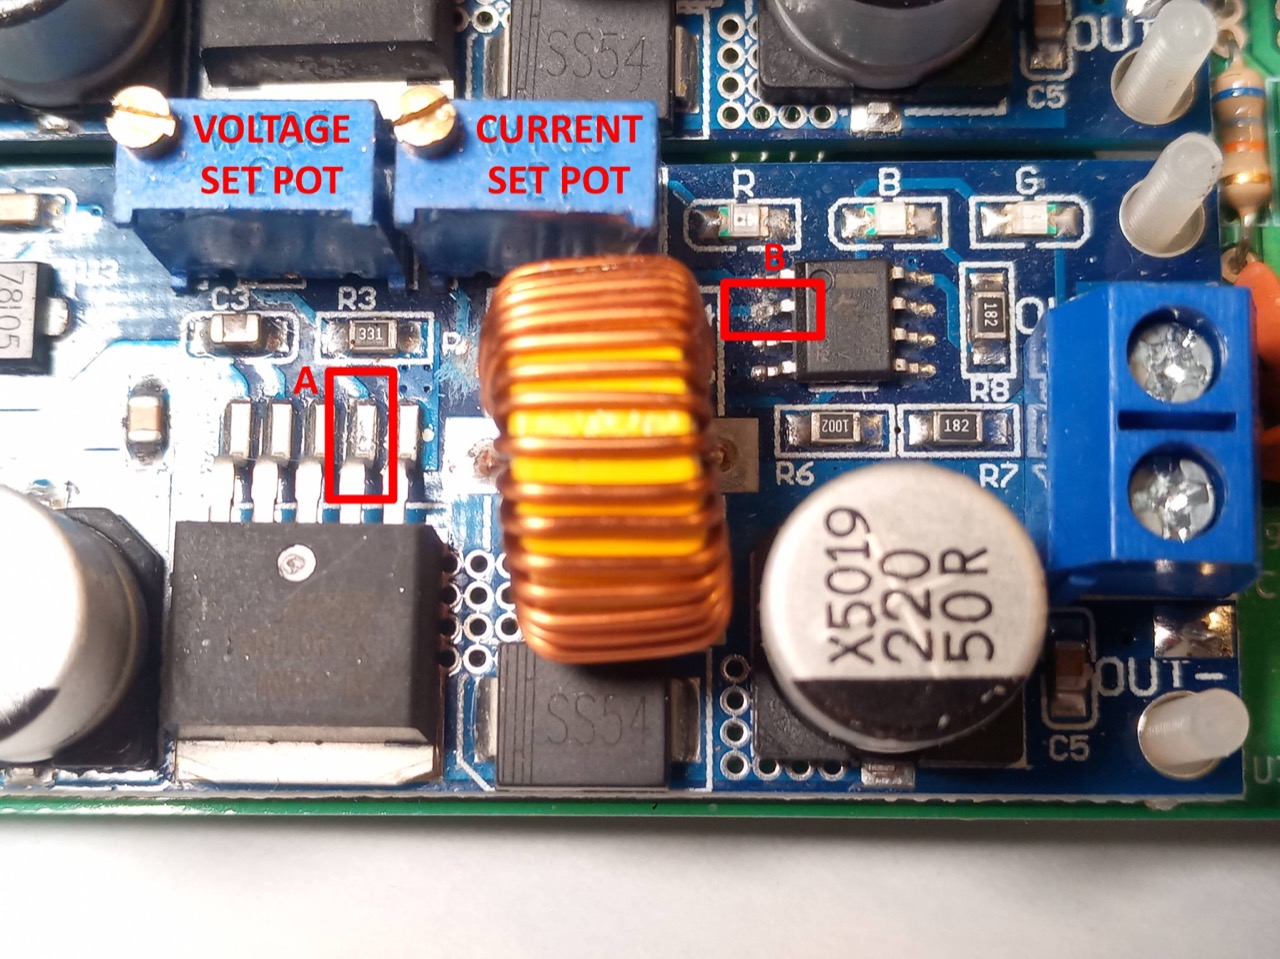 SS54
OUT
C5
VOLTAGE
SET POT
CURRENT
SET POT
R
B
G
B
78L05
C3
R3
331
A
182
R8
1002
182
R6
R7
X5019
220
50R
SS54
OUT-
C5